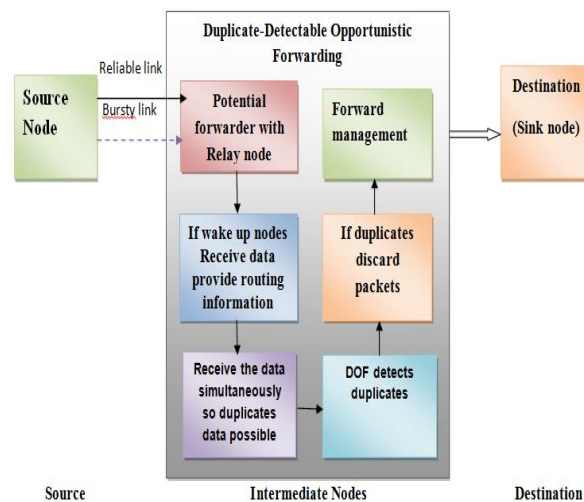 Duplicate-Detectable Opportunistic
Forwarding
Reliable link
Source
Node
Bursty link
Potential
forwarder with
Relay node
Forward
management
Destination
(Sink node)
If wake up nodes
Receive data
provide routing
information
If duplicates
discard
packets
Receive the data
simultaneously
so duplicates
data possible
DOF detects
duplicates
Source
Intermediate Nodes
Destination